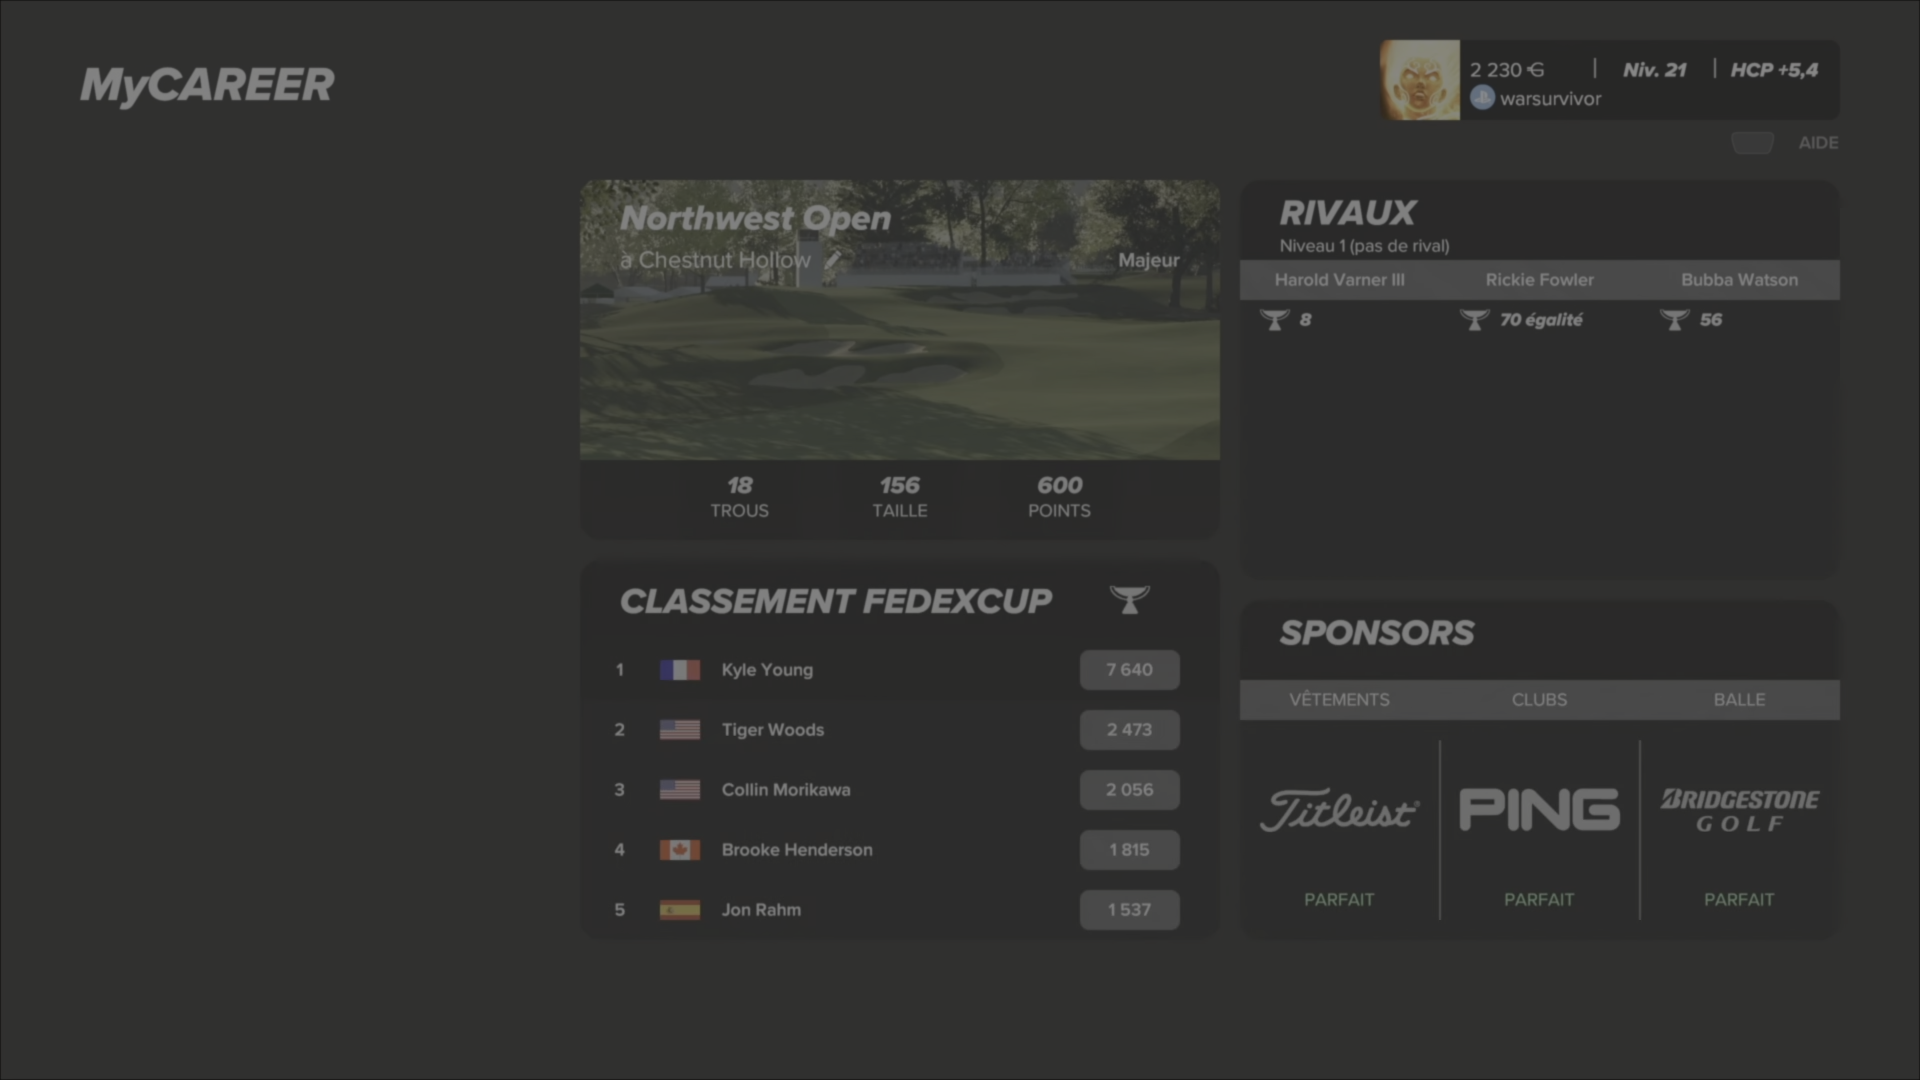 MyCAREER
2 230 G | Niv. 21 | HCP +5,4
warsurvivor
AIDE
Northwest Open
à Chestnut Hollow
Majeur
18 156 600
TROUS TAILLE POINTS
CLASSEMENT FEDEXCUP
1 Kyle Young 7 640
2 Tiger Woods 2 473
3 Collin Morikawa 2 056
4 Brooke Henderson 1 815
5 Jon Rahm 1 537
RIVAUX
Niveau 1 (pas de rival)
Harold Varner III Rickie Fowler Bubba Watson
8 70 égalité 56
SPONSORS
VÊTEMENTS CLUBS BALLE
Titleist PING BRIDGESTONE
GOLF
PARFAIT PARFAIT PARFAIT